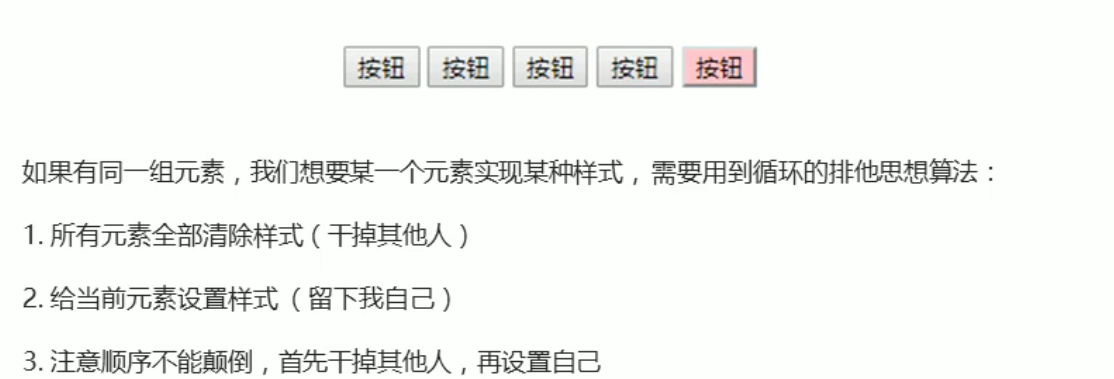 按钮 按钮 按钮 按钮 按钮
如果有同一组元素，我们想要某一个元素实现某种样式，需要用到循环的排他思想算法：
1. 所有元素全部清除样式（干掉其他人）
2. 给当前元素设置样式（留下我自己）
3. 注意顺序不能颠倒，首先干掉其他人，再设置自己